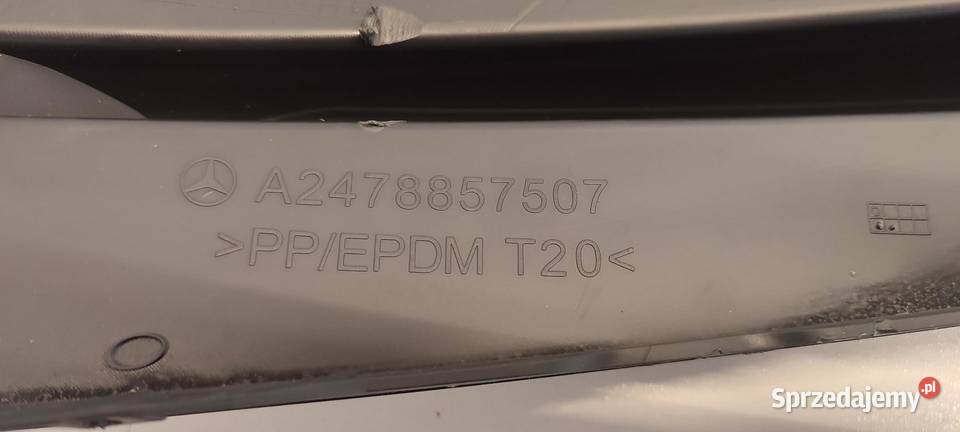 A2478857507
>PP/EPDM T20<
Sprzedajemy.pl